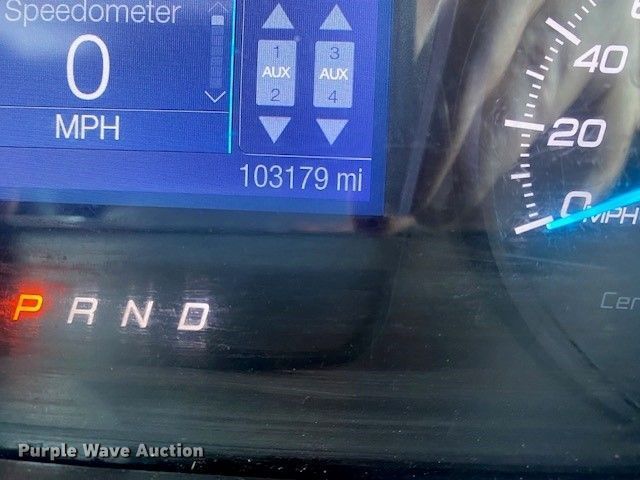 Speedometer
0
MPH
1
AUX
2
3
AUX
4
103179 mi
40
20
0
MPH
P R N D
Purple Wave Auction